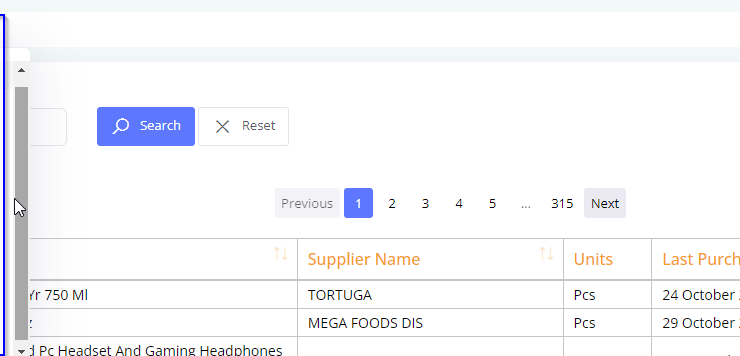 Search Reset
Previous 1 2 3 4 5 ... 315 Next
Supplier Name Units Last Purch
Yr 750 Ml TORTUGA Pcs 24 October
z MEGA FOODS DIS Pcs 29 October
d Pc Headset And Gaming Headphones